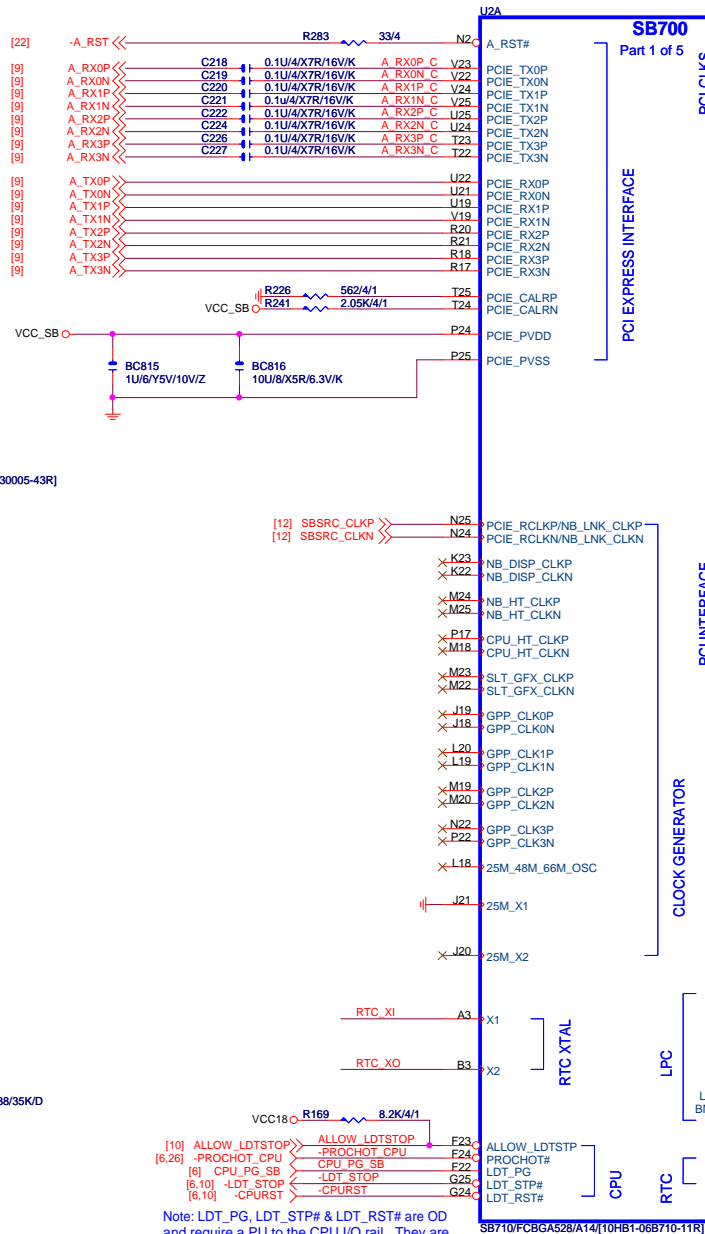 U2A
SB700
Part 1 of 5
[22] -A_RST R283 33/4 N2 A_RST#
[9] A_RX0P C218 0.1U/4/X7R/16V/K A_RX0P_C V23 PCIE_TX0P
[9] A_RX0N C219 0.1U/4/X7R/16V/K A_RX0N_C V22 PCIE_TX0N
[9] A_RX1P C220 0.1U/4/X7R/16V/K A_RX1P_C V24 PCIE_TX1P
[9] A_RX1N C221 0.1u/4/X7R/16V/K A_RX1N_C V25 PCIE_TX1N
[9] A_RX2P C222 0.1U/4/X7R/16V/K A_RX2P_C U25 PCIE_TX2P
[9] A_RX2N C224 0.1U/4/X7R/16V/K A_RX2N_C U24 PCIE_TX2N
[9] A_RX3P C226 0.1U/4/X7R/16V/K A_RX3P_C T23 PCIE_TX3P
[9] A_RX3N C227 0.1U/4/X7R/16V/K A_RX3N_C T22 PCIE_TX3N
[9] A_TX0P U22 PCIE_RX0P
[9] A_TX0N U21 PCIE_RX0N
[9] A_TX1P U19 PCIE_RX1P
[9] A_TX1N V19 PCIE_RX1N
[9] A_TX2P R20 PCIE_RX2P
[9] A_TX2N R21 PCIE_RX2N
[9] A_TX3P R18 PCIE_RX3P
[9] A_TX3N R17 PCIE_RX3N
PCI EXPRESS INTERFACE
R226 562/4/1 T25 PCIE_CALRP
VCC_SB R241 2.05K/4/1 T24 PCIE_CALRN
VCC_SB P24 PCIE_PVDD
P25 PCIE_PVSS
BC815
1U/6/Y5V/10V/Z
BC816
10U/8/X5R/6.3V/K
30005-43R]
[12] SBSRC_CLKP N25 PCIE_RCLKP/NB_LNK_CLKP
[12] SBSRC_CLKN N24 PCIE_RCLKN/NB_LNK_CLKN
K23 NB_DISP_CLKP
K22 NB_DISP_CLKN
M24 NB_HT_CLKP
M25 NB_HT_CLKN
P17 CPU_HT_CLKP
M18 CPU_HT_CLKN
M23 SLT_GFX_CLKP
M22 SLT_GFX_CLKN
J19 GPP_CLK0P
J18 GPP_CLK0N
L20 GPP_CLK1P
L19 GPP_CLK1N
M19 GPP_CLK2P
M20 GPP_CLK2N
N22 GPP_CLK3P
P22 GPP_CLK3N
L18 25M_48M_66M_OSC
J21 25M_X1
J20 25M_X2
CLOCK GENERATOR
RTC_XI A3 X1
RTC_XO B3 X2
RTC XTAL
LPC
38/35K/D
VCC18 R169 8.2K/4/1
[10] ALLOW_LDTSTOP ALLOW_LDTSTOP F23 ALLOW_LDTSTP
[6,26] -PROCHOT_CPU -PROCHOT_CPU F24 PROCHOT#
[6] CPU_PG_SB CPU_PG_SB F22 LDT_PG
[6,10] -LDT_STOP -LDT_STOP G25 LDT_STP#
[6,10] -CPURST -CPURST G24 LDT_RST#
CPU
RTC
Note: LDT_PG, LDT_STP# & LDT_RST# are OD
and require a PU to the CPU I/O rail. They are
SB710/FCBGA528/A14/[10HB1-06B710-11R]